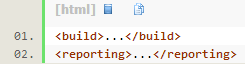 [html]
01. <build>...</build>
02. <reporting>...</reporting>